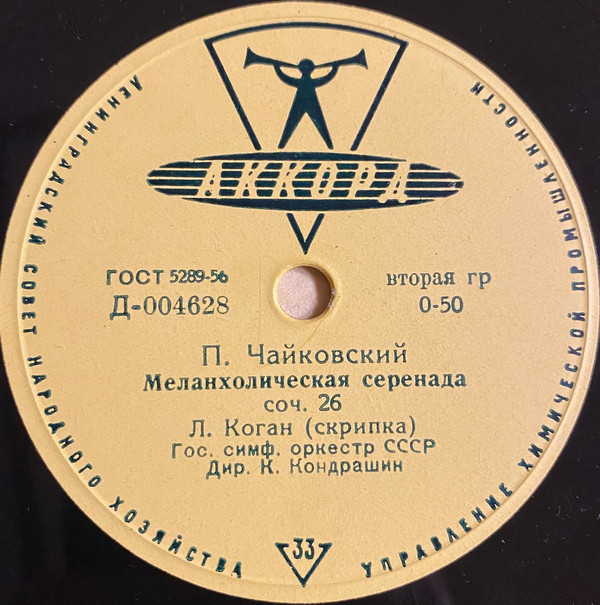 АККОРД
ЛЕНИНГРАДСКИЙ СОВЕТ НАРОДНОГО ХОЗЯЙСТВА
УПРАВЛЕНИЕ ХИМИЧЕСКОЙ ПРОМЫШЛЕННОСТИ
ГОСТ 5289-56
Д-004628
вторая гр
0-50
П. Чайковский
Меланхолическая серенада
соч. 26
Л. Коган (скрипка)
Гос. симф. оркестр СССР
Дир. К. Кондрашин
33